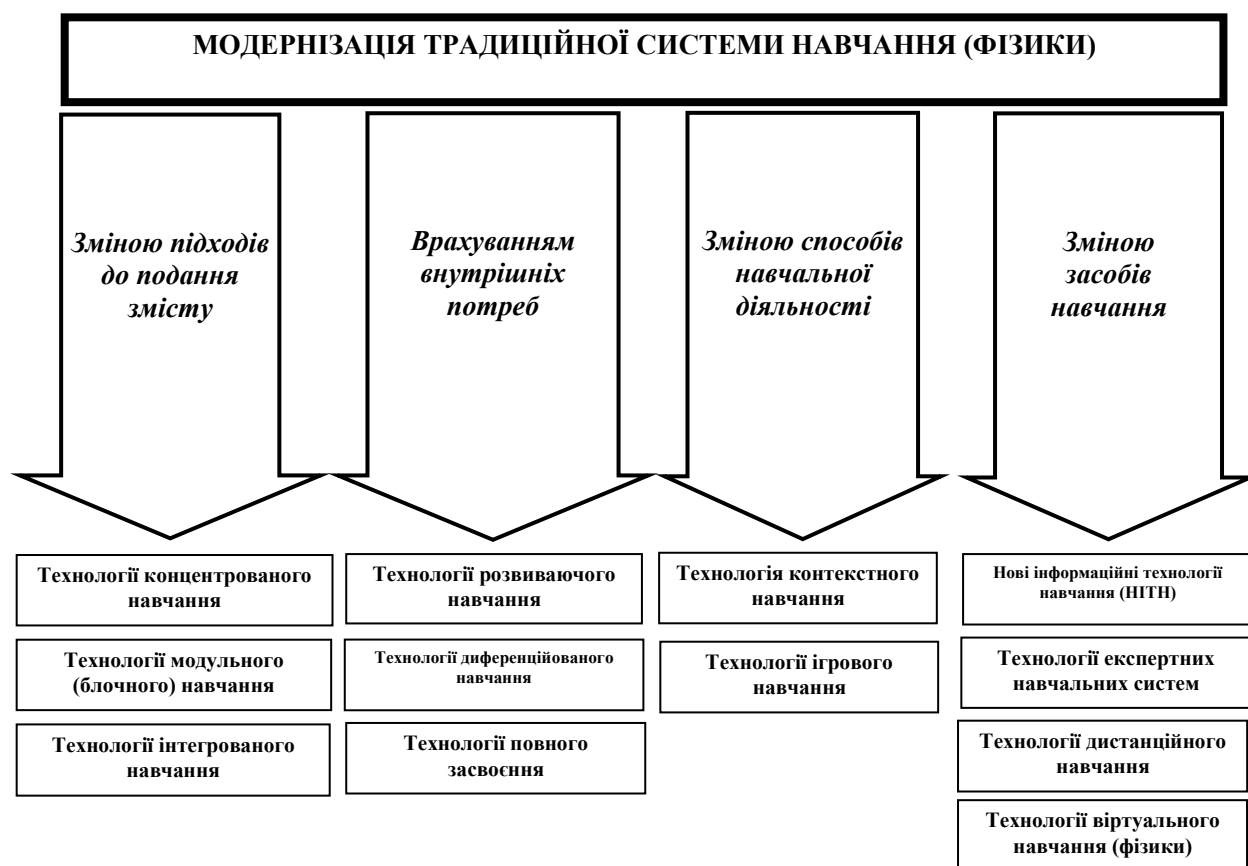 МОДЕРНІЗАЦІЯ ТРАДИЦІЙНОЇ СИСТЕМИ НАВЧАННЯ (ФІЗИКИ)
Зміною підходів
до подання
змісту
Врахуванням
внутрішніх
потреб
Зміною способів
навчальної
діяльності
Зміною
засобів
навчання
Технології концентрованого
навчання
Технології модульного
(блочного) навчання
Технології інтегрованого
навчання
Технології розвиваючого
навчання
Технології диференційованого
навчання
Технології повного
засвоєння
Технологія контекстного
навчання
Технології ігрового
навчання
Нові інформаційні технології
навчання (НІТН)
Технології експертних
навчальних систем
Технології дистанційного
навчання
Технології віртуального
навчання (фізики)